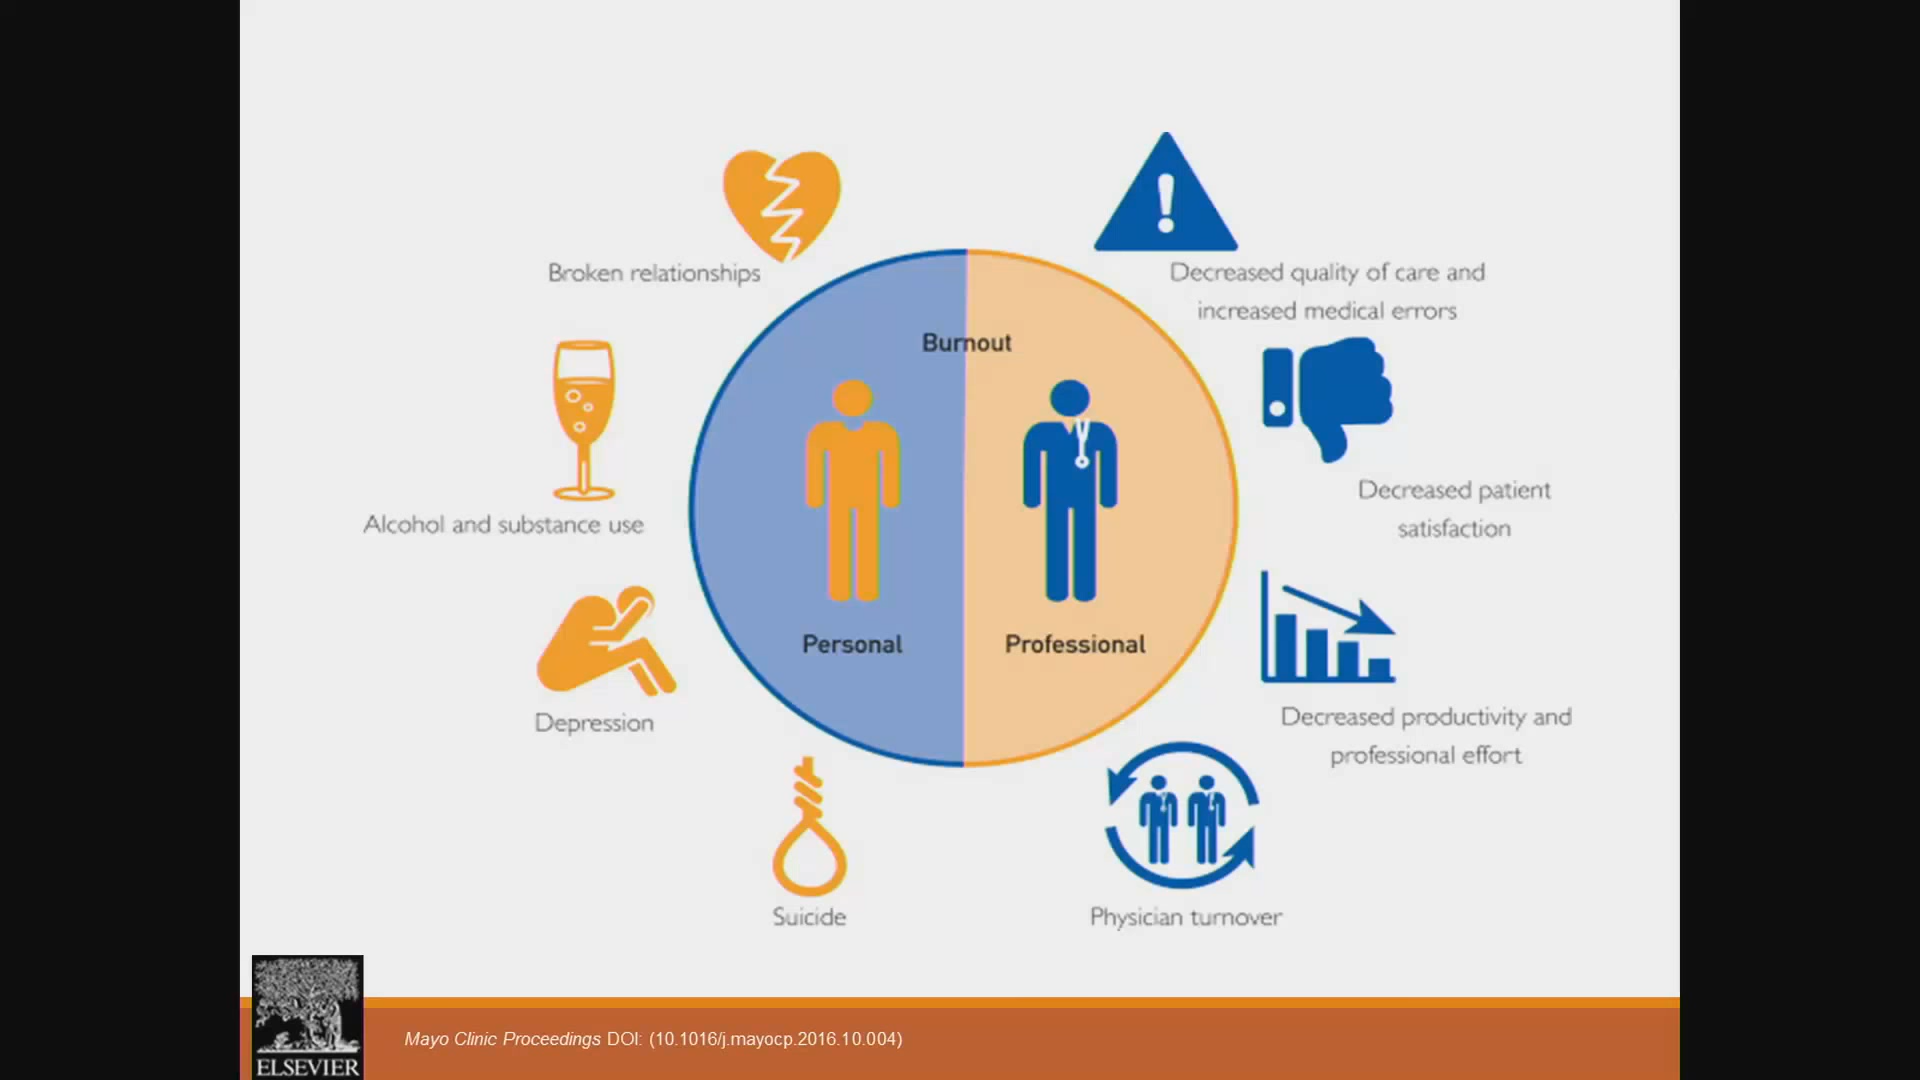 Broken relationships
Decreased quality of care and
increased medical errors
Burnout
Alcohol and substance use
Decreased patient
satisfaction
Personal
Professional
Depression
Decreased productivity and
professional effort
Suicide
Physician turnover
ELSEVIER
Mayo Clinic Proceedings DOI: (10.1016/j.mayocp.2016.10.004)